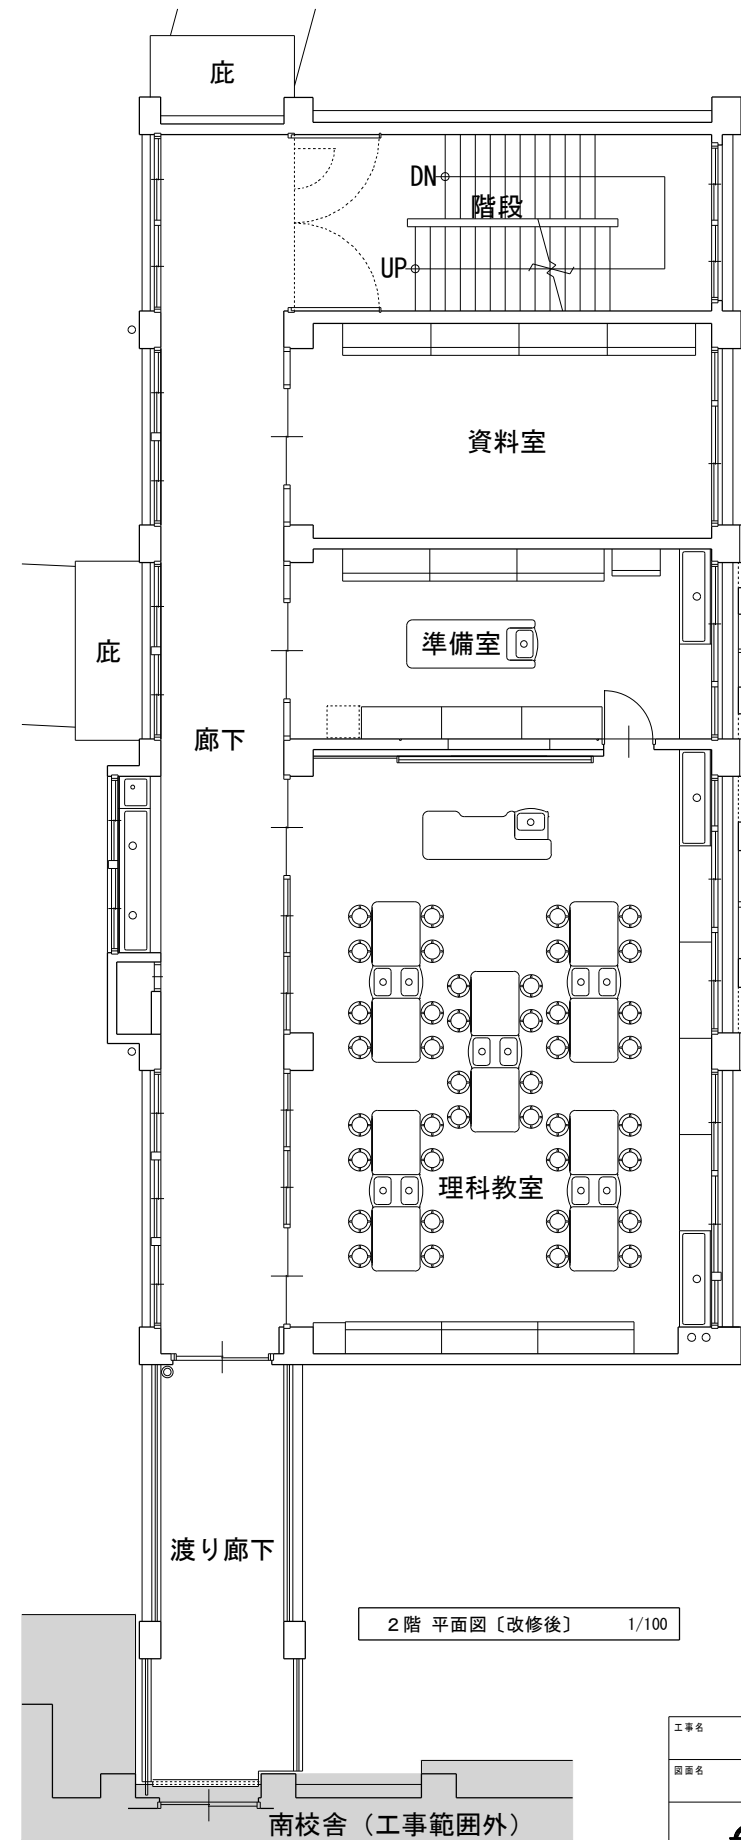 庇
DN
階段
UP
資料室
準備室
庇
廊下
理科教室
渡り廊下
2階 平面図〔改修後〕 1/100
工事名
図面名
南校舎（工事範囲外）